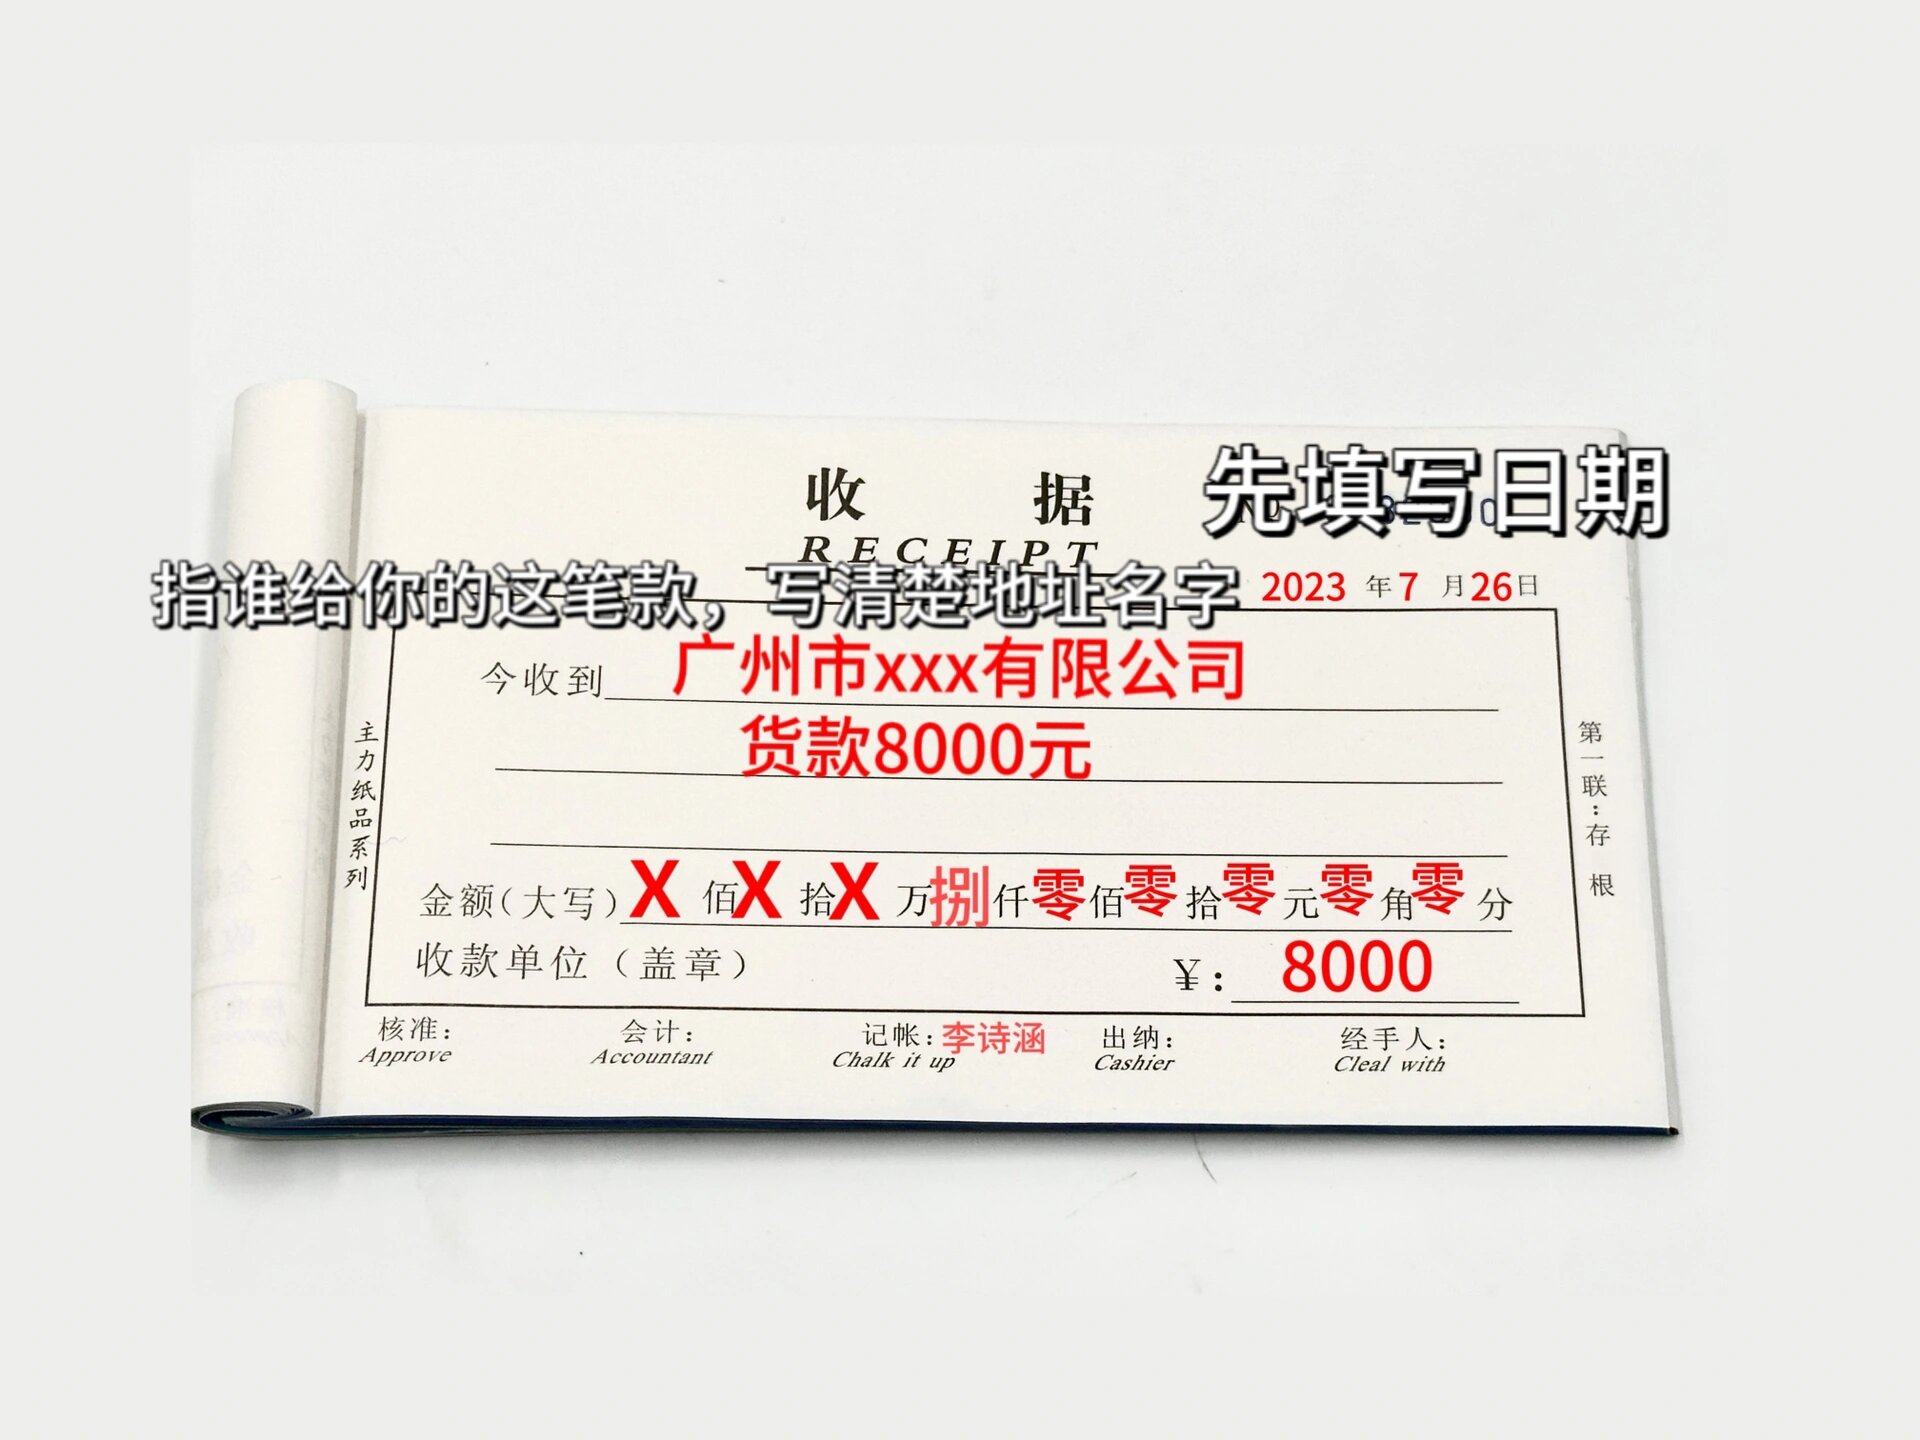 收 据
先填写日期
RECEIPT
指谁给你的这笔款，写清楚地址名字
2023 年 7 月 26 日
今收到 广州市xxx有限公司
货款8000元
主力纸品系列
第一联：存根
金额（大写） X 佰 X 拾 X 万 捌 仟 零 佰 零 拾 零 元 零 角 零 分
收款单位（盖章） ¥: 8000
核准： 会计： 记帐：李诗涵 出纳： 经手人：
Approve Accountant Chalk it up Cashier Cleal with